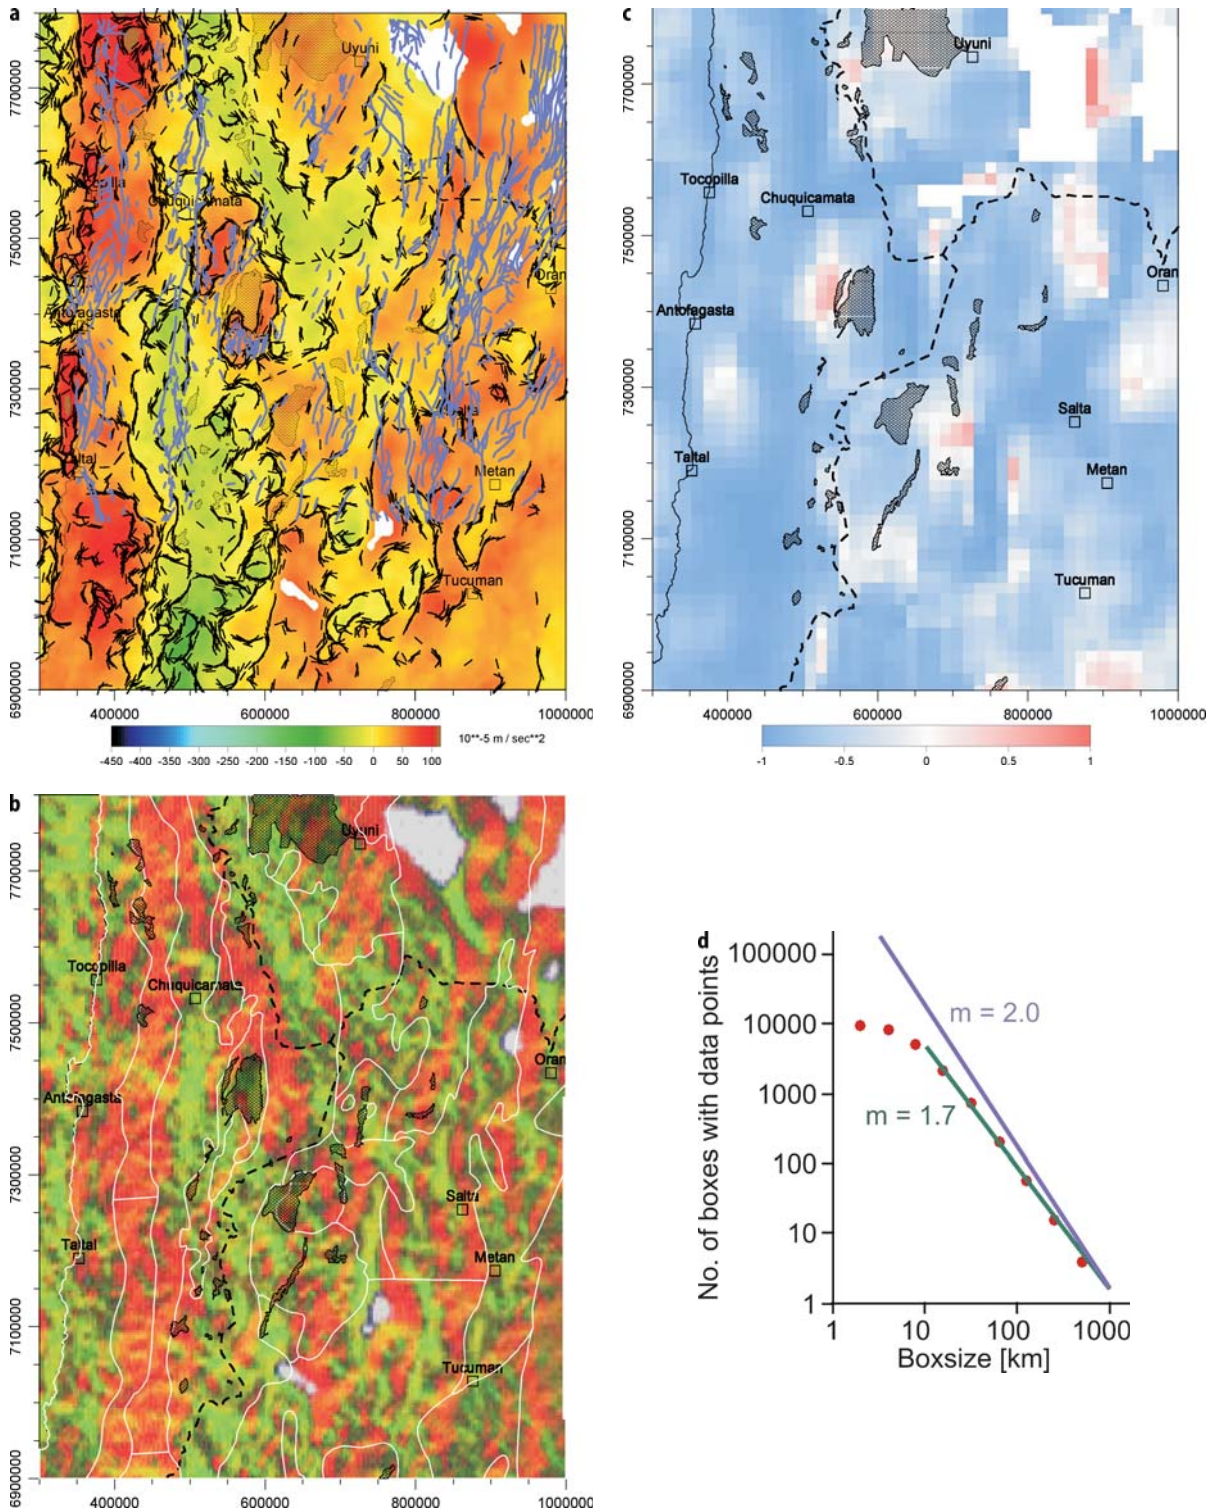 a
Uyuni
Tocopilla
Chuquicamata
Oran
Antofagasta
Salta
Taltal
Metan
Tucuman
7700000
7500000
7300000
7100000
6900000
400000 600000 800000 1000000
-450 -400 -350 -300 -250 -200 -150 -100 -50 0 50 100
10**-5 m / sec**2
c
Uyuni
Tocopilla
Chuquicamata
Oran
Antofagasta
Salta
Taltal
Metan
Tucuman
7700000
7500000
7300000
7100000
6900000
400000 600000 800000 1000000
-1 -0.5 0 0.5 1
b
Uyuni
Tocopilla
Chuquicamata
Oran
Antofagasta
Salta
Taltal
Metan
Tucuman
7700000
7500000
7300000
7100000
6900000
400000 600000 800000 1000000
d
No. of boxes with data points
100000
10000
1000
100
10
1
m = 2.0
m = 1.7
1 10 100 1000
Boxsize [km]